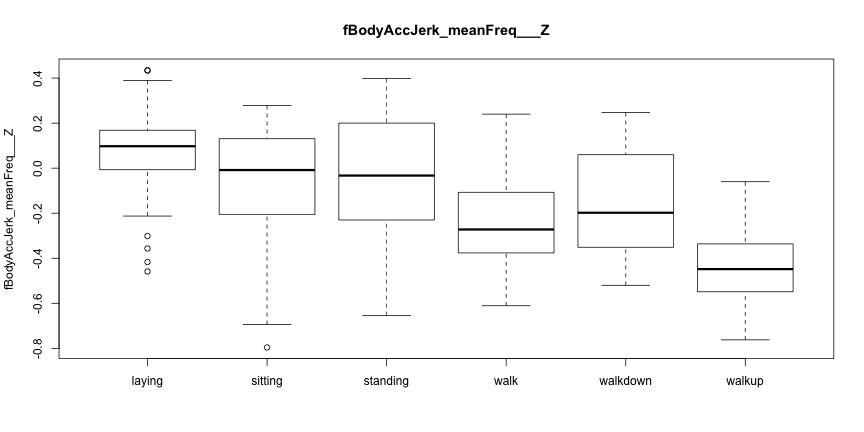 fBodyAccJerk_meanFreq___Z
fBodyAccJerk_meanFreq___Z
0.4
0.2
0.0
-0.2
-0.4
-0.6
-0.8
laying sitting standing walk walkdown walkup